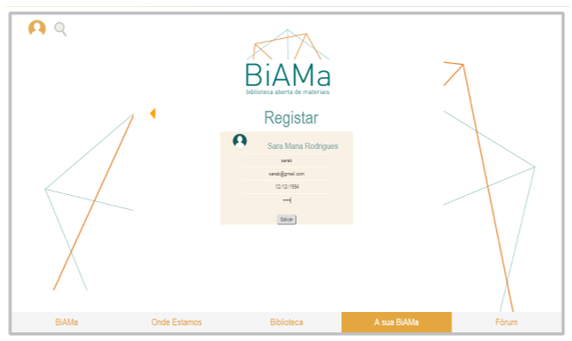 BiAMa
biblioteca aberta de materiais
Registar
Sara Maria Rodrigues
sarab
sarab@gmail.com
12/12/1994
Salvar
BiAMa
Onde Estamos
Biblioteca
A sua BiAMa
Fórum